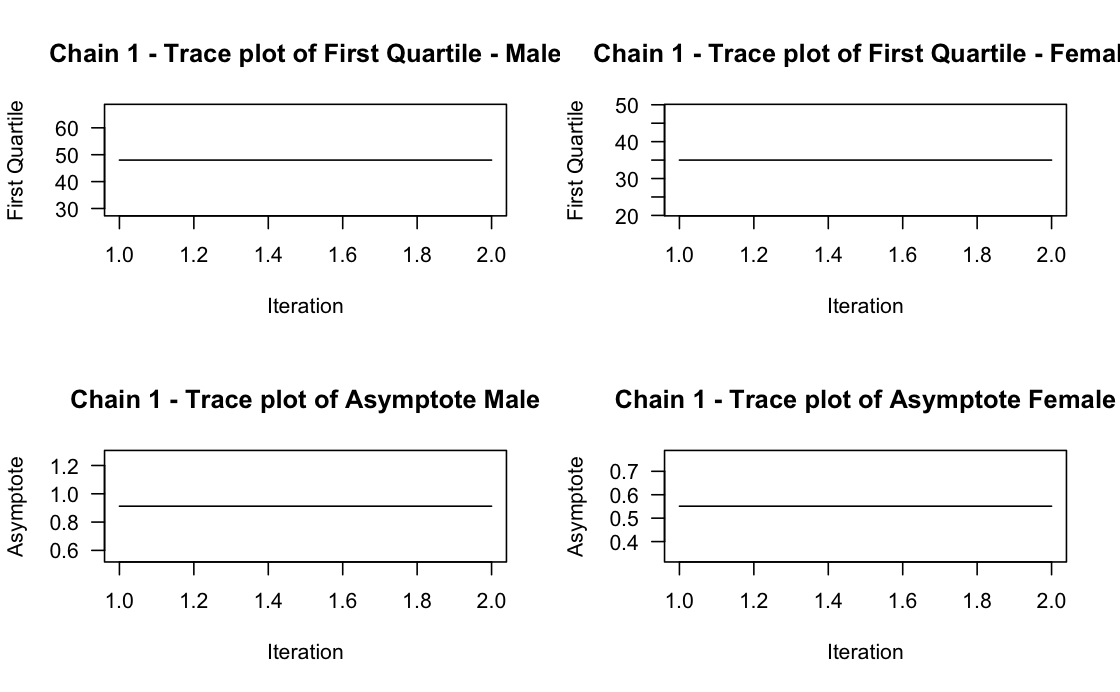 Chain 1 - Trace plot of First Quartile - Male
First Quartile
60
50
40
30
1.0 1.2 1.4 1.6 1.8 2.0
Iteration
Chain 1 - Trace plot of First Quartile - Femal
First Quartile
50
40
30
20
1.0 1.2 1.4 1.6 1.8 2.0
Iteration
Chain 1 - Trace plot of Asymptote Male
Asymptote
1.2
1.0
0.8
0.6
1.0 1.2 1.4 1.6 1.8 2.0
Iteration
Chain 1 - Trace plot of Asymptote Female
Asymptote
0.7
0.6
0.5
0.4
1.0 1.2 1.4 1.6 1.8 2.0
Iteration